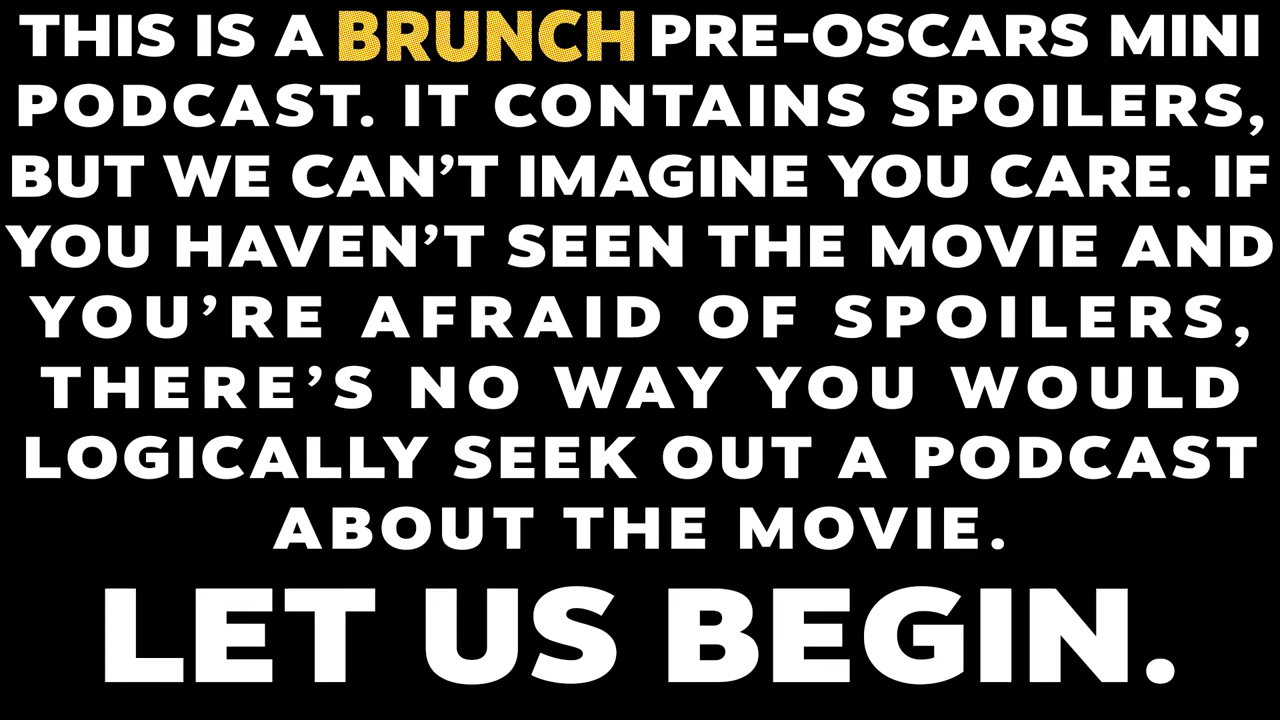 THIS IS A BRUNCH PRE-OSCARS MINI
PODCAST. IT CONTAINS SPOILERS,
BUT WE CAN’T IMAGINE YOU CARE. IF
YOU HAVEN’T SEEN THE MOVIE AND
YOU’RE AFRAID OF SPOILERS,
THERE’S NO WAY YOU WOULD
LOGICALLY SEEK OUT A PODCAST
ABOUT THE MOVIE.
LET US BEGIN.